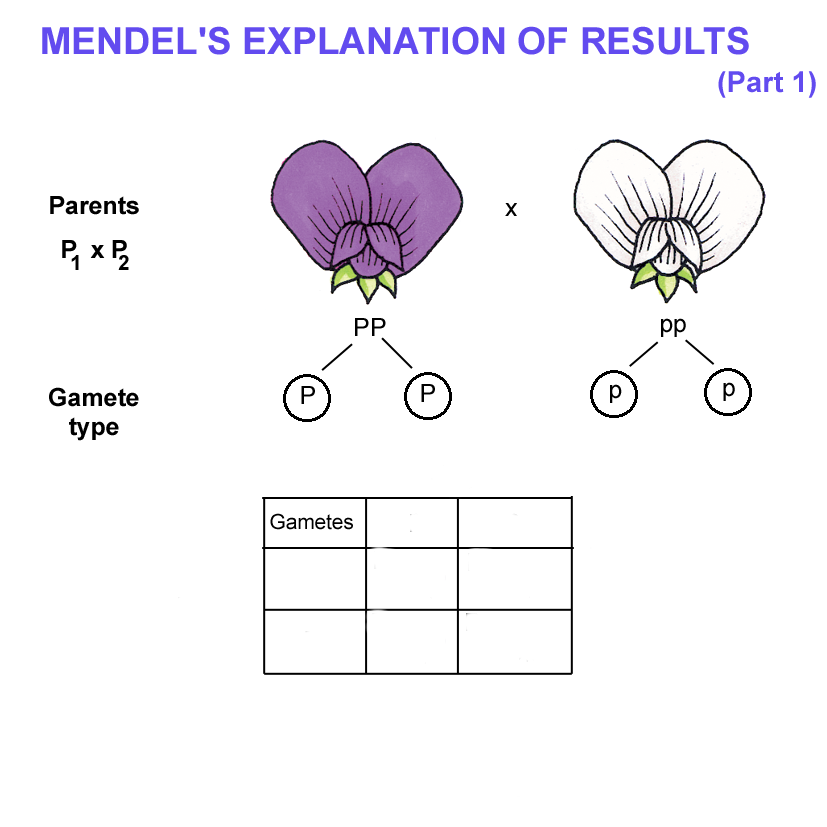 MENDEL'S EXPLANATION OF RESULTS
(Part 1)
Parents
x
P1 x P2
PP
pp
P
P
p
p
Gamete
type
Gametes